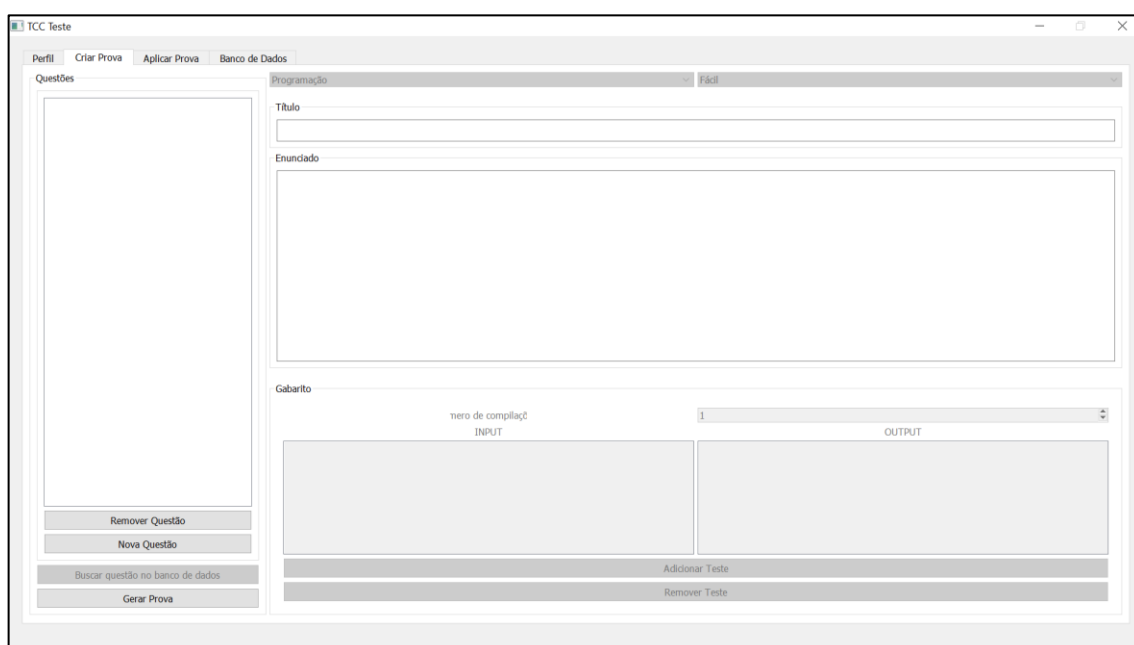 TCC Teste
Perfil Criar Prova Aplicar Prova Banco de Dados
Questões
Programação Fácil
Título
Enunciado
Gabarito
mero de compilaçõ 1
INPUT OUTPUT
Remover Questão
Nova Questão
Buscar questão no banco de dados
Gerar Prova
Adicionar Teste
Remover Teste